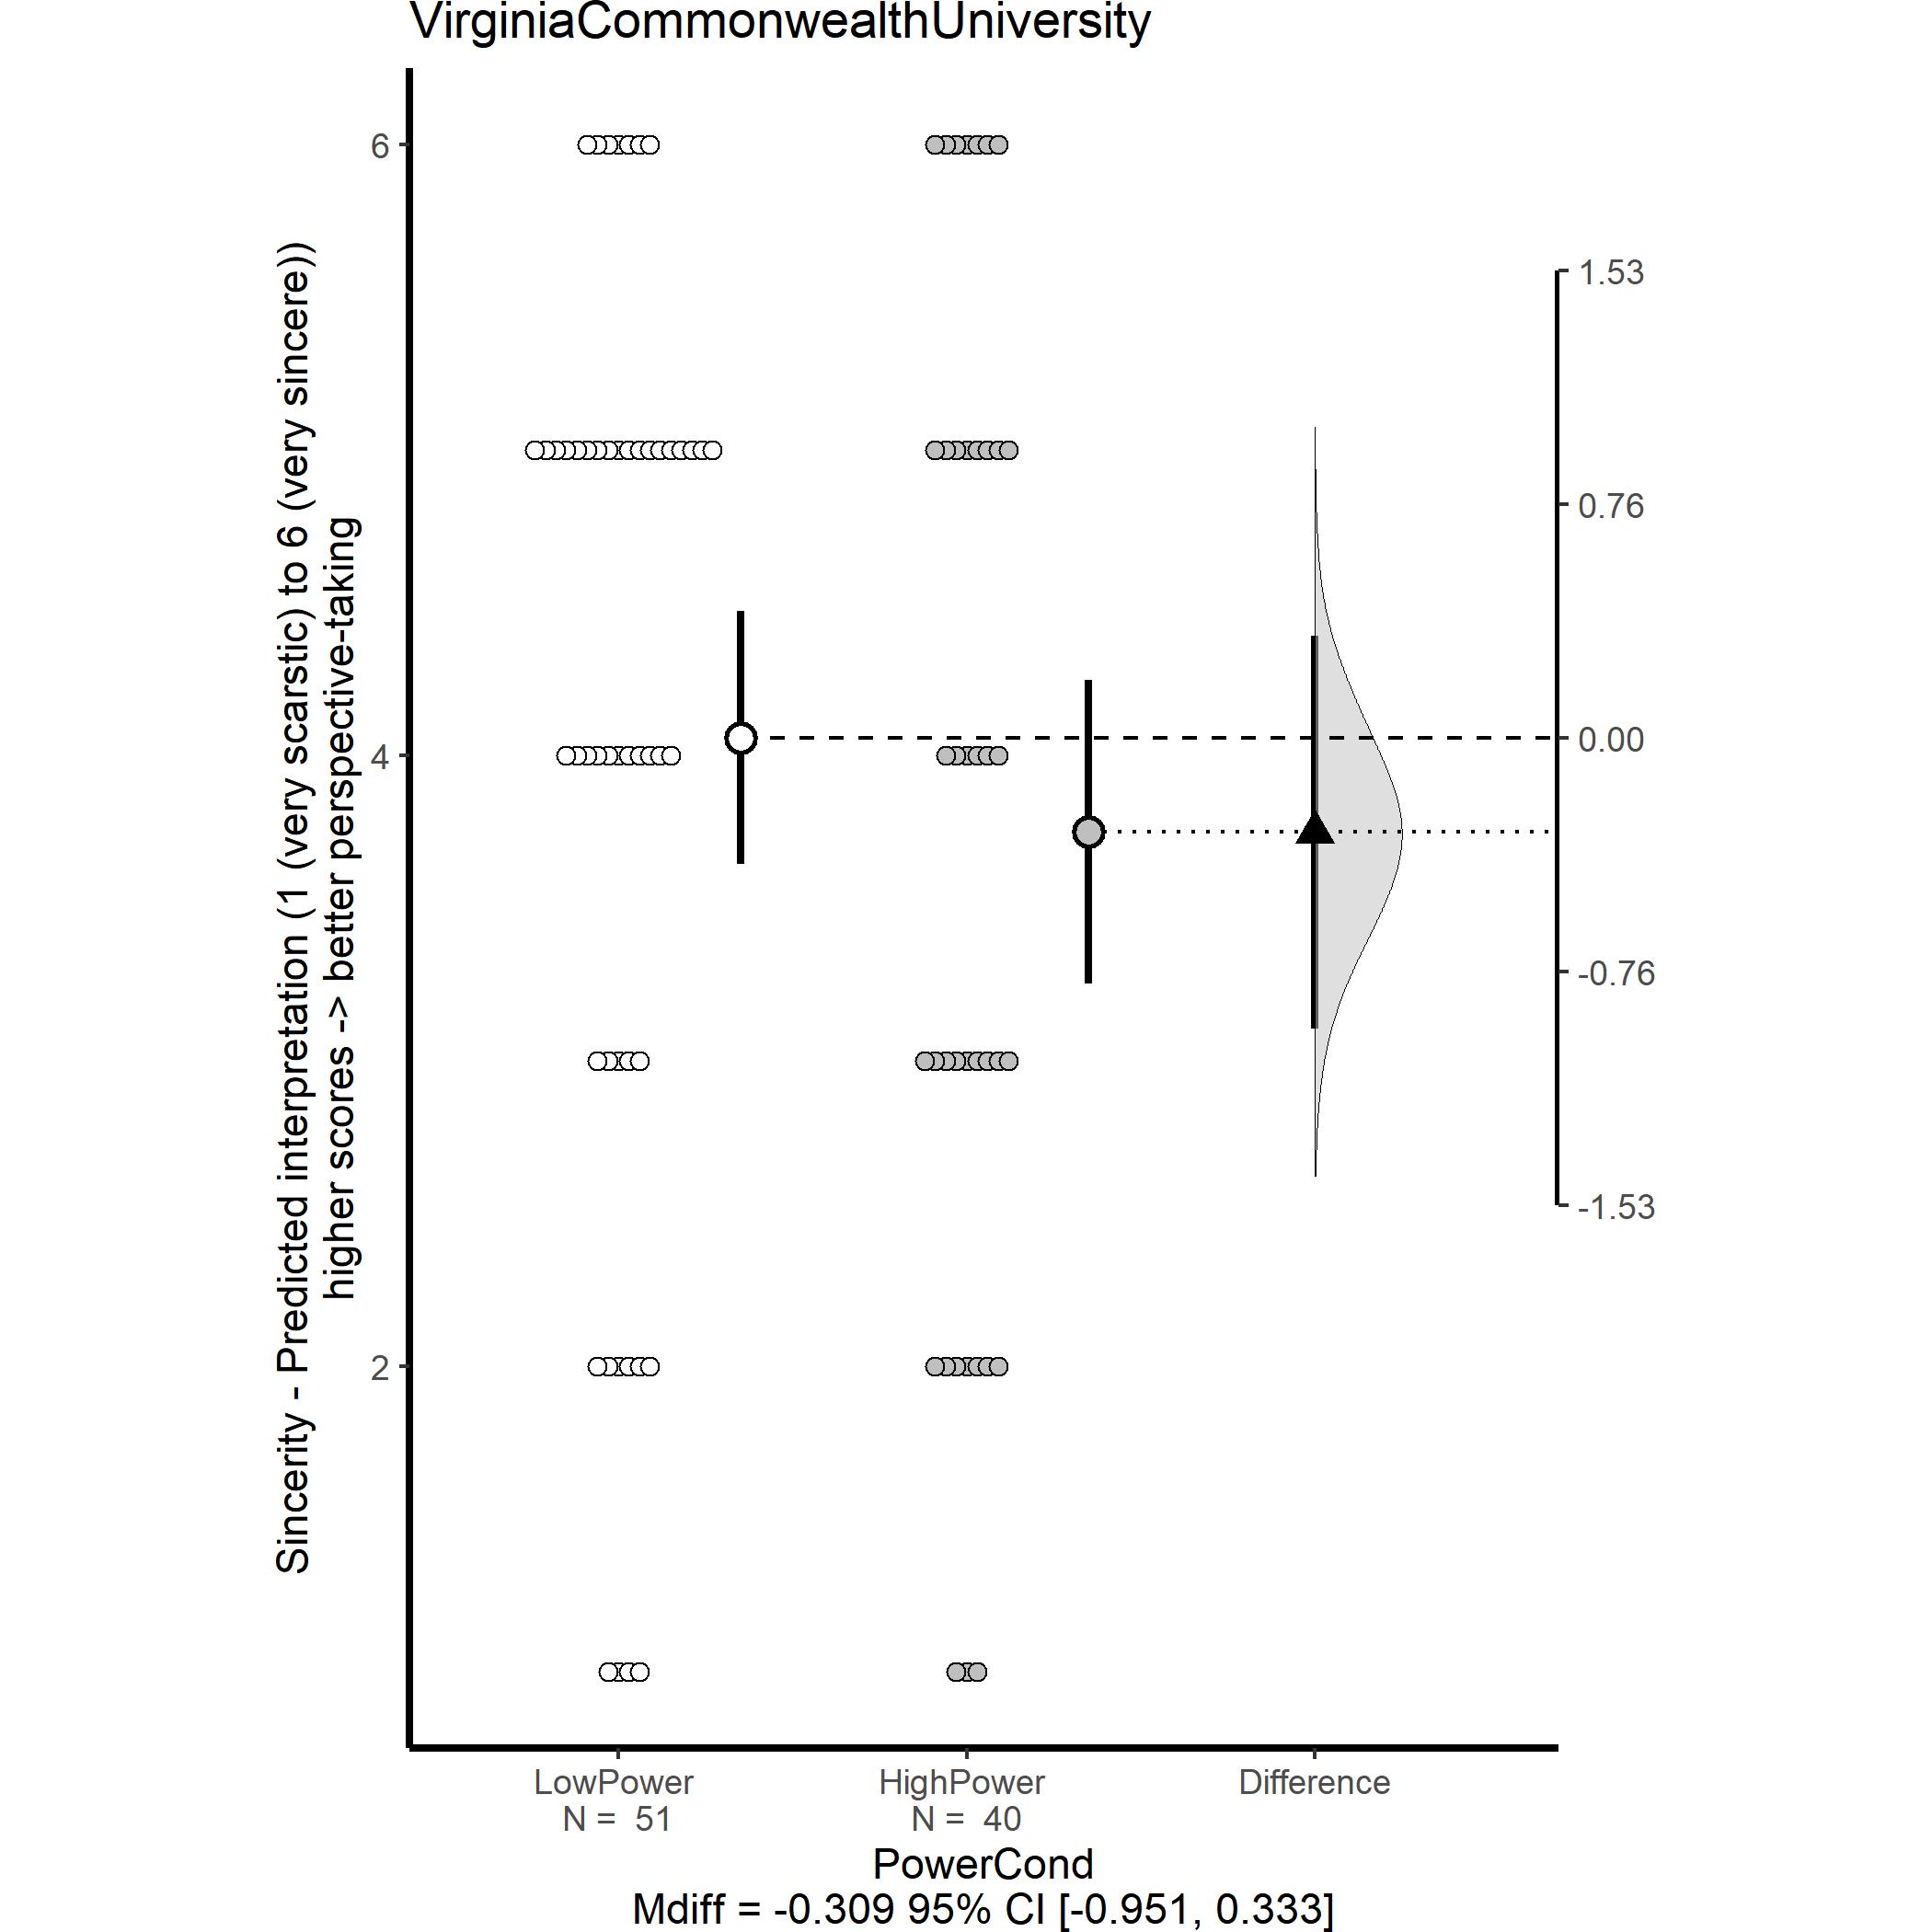 VirginiaCommonwealthUniversity
Sincerity - Predicted interpretation (1 (very scarstic) to 6 (very sincere))
higher scores -> better perspective-taking
6
4
2
1.53
0.76
0.00
-0.76
-1.53
LowPower
N =  51
HighPower
N =  40
Difference
PowerCond
Mdiff = -0.309 95% CI [-0.951, 0.333]